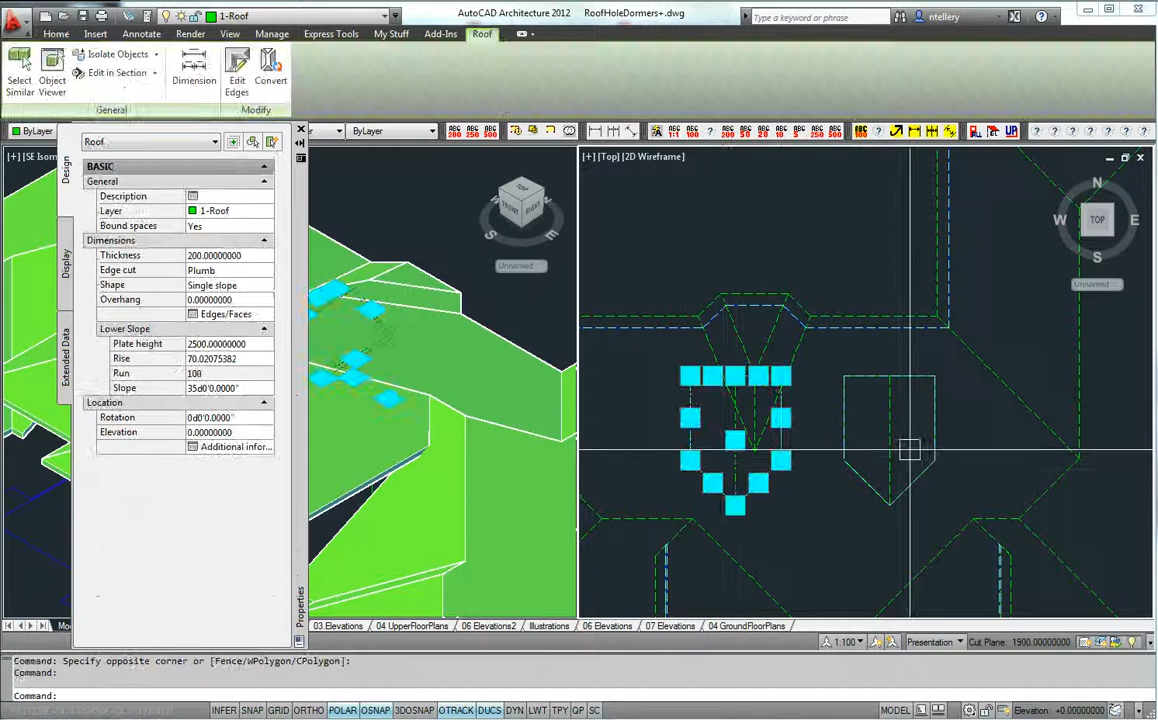 1-Roof
AutoCAD Architecture 2012 RoofHoleDormers+.dwg
Type a keyword or phrase
ntellery
Home Insert Annotate Render View Manage Express Tools My Stuff Add-Ins Roof
Select Similar
Object Viewer
Isolate Objects
Edit in Section
Dimension
Edit Edges
Convert
General
Modify
ByLayer
ByLayer
[+] [SE Isom
[+] [Top] [2D Wireframe]
Design
Display
Extended Data
Properties
Roof
BASIC
General
Description
Layer 1-Roof
Bound spaces Yes
Dimensions
Thickness 200.00000000
Edge cut Plumb
Shape Single slope
Overhang 0.00000000
Edges/Faces
Lower Slope
Plate height 2500.00000000
Rise 70.02075382
Run 100
Slope 35d0'0.0000"
Location
Rotation 0d0'0.0000"
Elevation 0.00000000
Additional infor...
TOP
FRONT
RIGHT
W
S
E
Unnamed
N
W
TOP
E
S
Unnamed
Mo
03.Elevations 04 UpperFloorPlans 06 Elevations2 Illustrations 06 Elevations 07 Elevations 04 GroundFloorPlans
1:100
Presentation
Cut Plane: 1900.00000000
Command: Specify opposite corner or [Fence/WPolygon/CPolygon]:
Command:
Command:
INFER SNAP GRID ORTHO POLAR OSNAP 3DOSNAP OTRACK DUCS DYN LWT TPY QP SC
MODEL
Elevation: +0.00000000